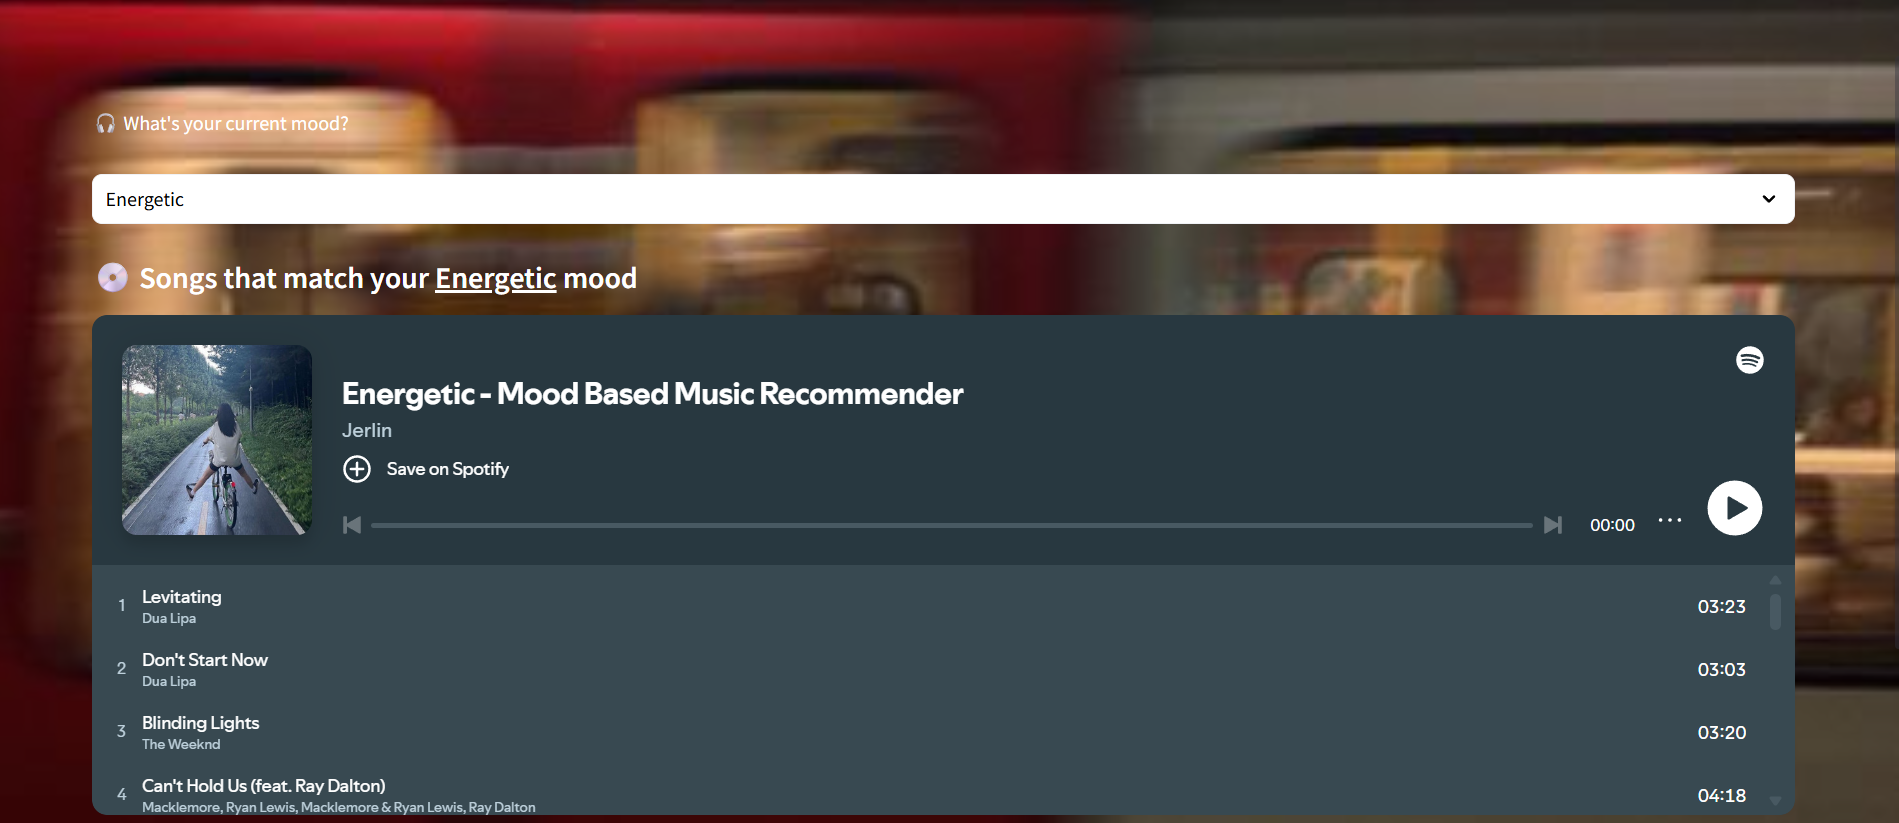 🎧 What's your current mood?
Energetic
💿 Songs that match your Energetic mood
Energetic - Mood Based Music Recommender
Jerlin
Save on Spotify
00:00
1 Levitating 03:23
Dua Lipa
2 Don't Start Now 03:03
Dua Lipa
3 Blinding Lights 03:20
The Weeknd
4 Can't Hold Us (feat. Ray Dalton) 04:18
Macklemore, Ryan Lewis, Macklemore & Ryan Lewis, Ray Dalton